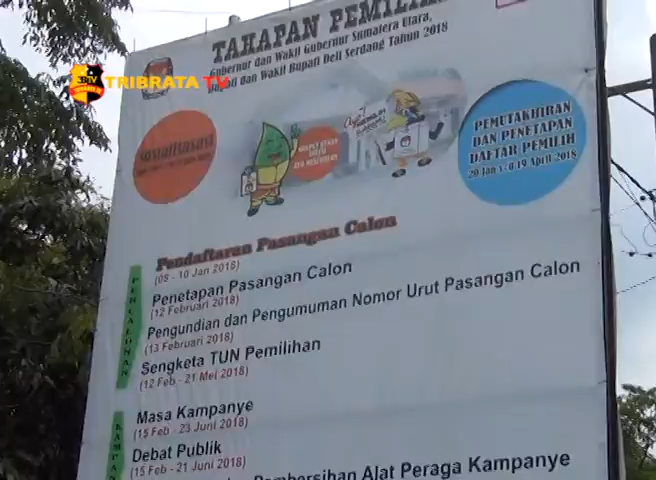 TAHAPAN PEMILI
Gubernur dan Wakil Gubernur Sumatera Utara,
Bupati dan Wakil Bupati Deli Serdang Tahun 2018
TRIBRATA TV
Sosialisasi
PEMUTAKHIRAN
DAN PENETAPAN
DAFTAR PEMILIH
20 Jan s.d 19 April 2018
Pendaftaran Pasangan Calon
(08 - 10 Jan 2018)
PENCALONAN
Penetapan Pasangan Calon
(12 Februari 2018)
Pengundian dan Pengumuman Nomor Urut Pasangan Calon
(13 Februari 2018)
Sengketa TUN Pemilihan
(12 Feb - 21 Mei 2018)
KAMPAN
Masa Kampanye
(15 Feb - 23 Juni 2018)
Debat Publik
(15 Feb - 21 Juni 2018)
Pembersihan Alat Peraga Kampanye